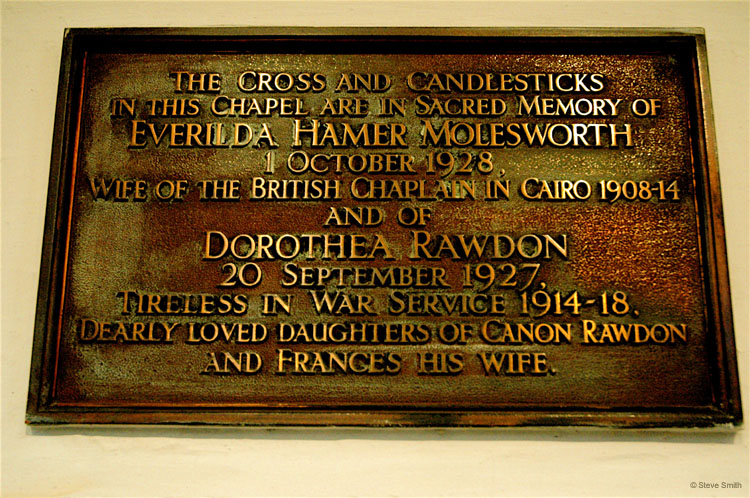 THE CROSS AND CANDLESTICKS
IN THIS CHAPEL ARE IN SACRED MEMORY OF
EVERILDA HAMER MOLESWORTH
1 OCTOBER 1928,
WIFE OF THE BRITISH CHAPLAIN IN CAIRO 1908-14
AND OF
DOROTHEA RAWDON
20 SEPTEMBER 1927,
TIRELESS IN WAR SERVICE 1914-18.
DEARLY LOVED DAUGHTERS OF CANON RAWDON
AND FRANCES HIS WIFE.
© Steve Smith